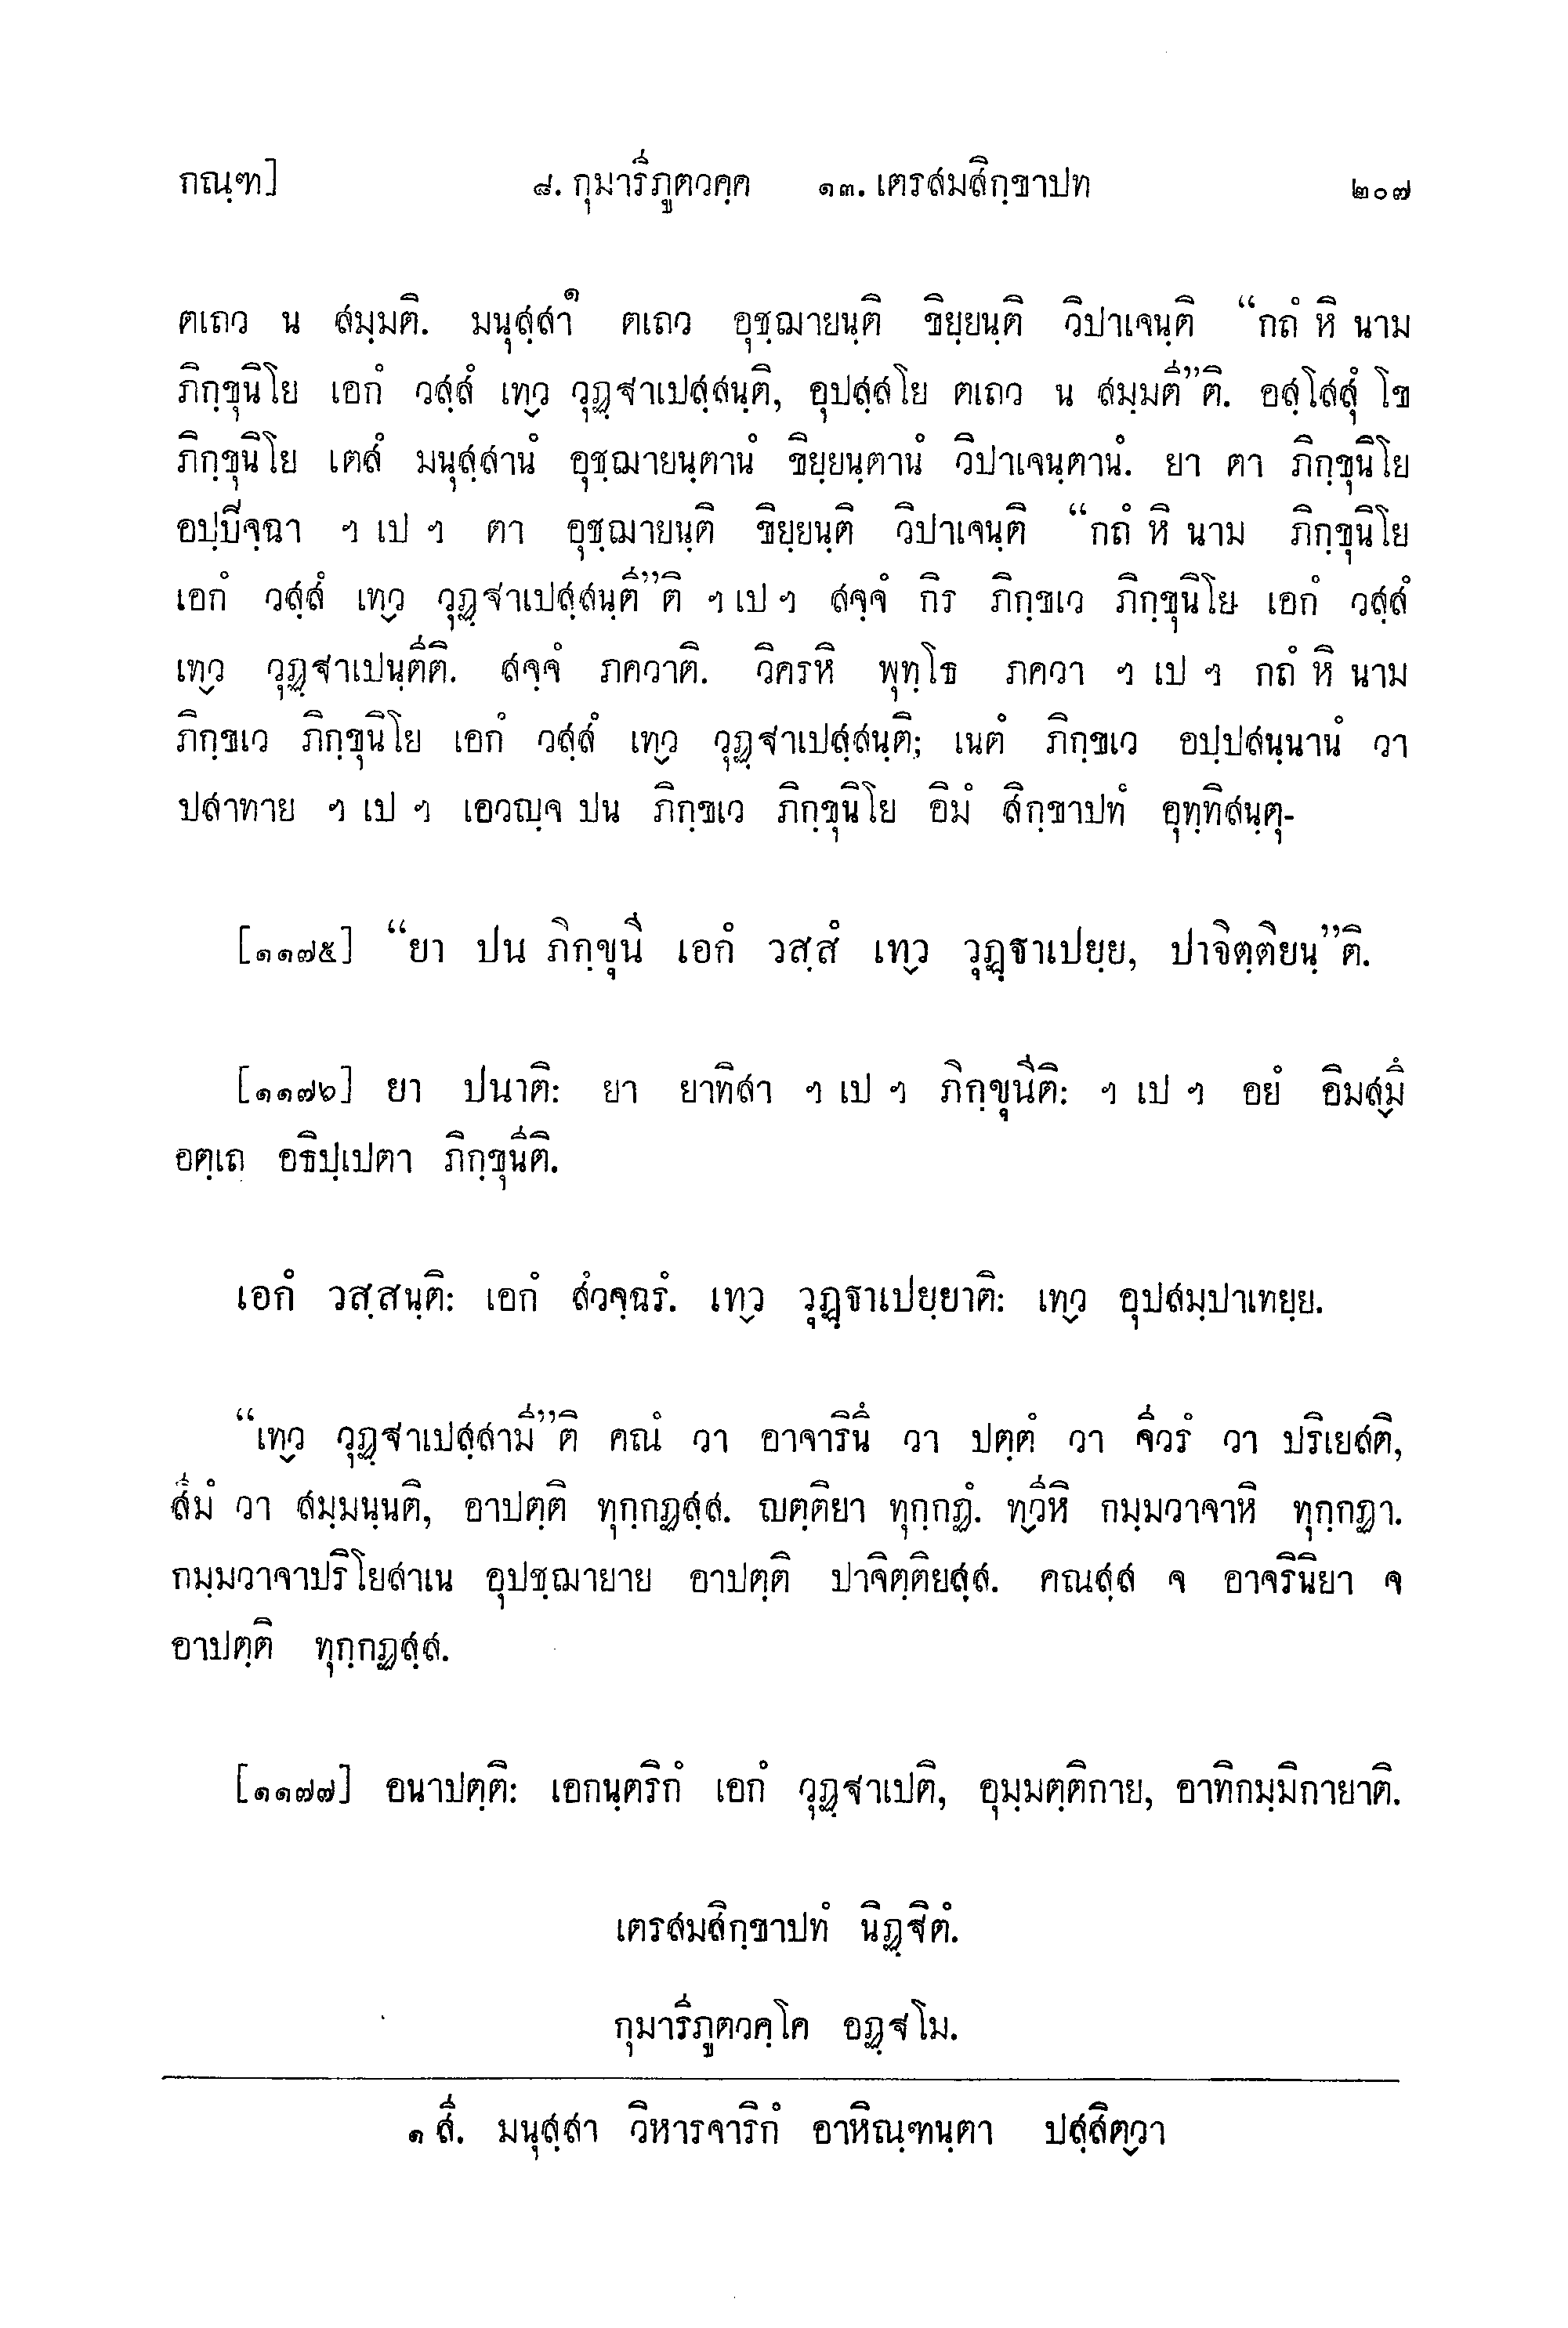 กณฺฑ] ๘. กุมารีภูตวคฺค ๑๓. เตรสมสิกฺขาปท ๒๐๗
ตเถว น สมฺมติ. มนุสฺสา๑ ตเถว อุชฺฌายนฺติ ขิยฺยนฺติ วิปาเจนฺติ “กถํ หิ นาม
ภิกฺขุนิโย เอกํ วสฺสํ เทฺว วุฏฺฐาเปสฺสนฺติ, อุปสฺสโย ตเถว น สมฺมตี”ติ. อสฺโสสุํ โข
ภิกฺขุนิโย เตสํ มนุสฺสานํ อุชฺฌายนฺตานํ ขิยฺยนฺตานํ วิปาเจนฺตานํ. ยา ตา ภิกฺขุนิโย
อปฺปิจฺฉา ฯ เป ฯ ตา อุชฺฌายนฺติ ขิยฺยนฺติ วิปาเจนฺติ “กถํ หิ นาม ภิกฺขุนิโย
เอกํ วสฺสํ เทฺว วุฏฺฐาเปสฺสนฺตี”ติ ฯ เป ฯ สจฺจํ กิร ภิกฺขเว ภิกฺขุนิโย เอกํ วสฺสํ
เทฺว วุฏฺฐาเปนฺตีติ. สจฺจํ ภควาติ. วิครหิ พุทฺโธ ภควา ฯ เป ฯ กถํ หิ นาม
ภิกฺขเว ภิกฺขุนิโย เอกํ วสฺสํ เทฺว วุฏฺฐาเปสฺสนฺติ; เนตํ ภิกฺขเว อปฺปสนฺนานํ วา
ปสาทาย ฯ เป ฯ เอวญฺจ ปน ภิกฺขเว ภิกฺขุนิโย อิมํ สิกฺขาปทํ อุทฺทิสนฺตุ-
[๑๑๗๕] “ยา ปน ภิกฺขุนี เอกํ วสฺสํ เทฺว วุฏฺฐาเปยฺย, ปาจิตฺติยนฺ”ติ.
[๑๑๗๖] ยา ปนาติ: ยา ยาทิสา ฯ เป ฯ ภิกฺขุนีติ: ฯ เป ฯ อยํ อิมสฺมึ
อตฺเถ อธิปฺเปตา ภิกฺขุนีติ.
เอกํ วสฺสนฺติ: เอกํ สํวจฺฉรํ. เทฺว วุฏฺฐาเปยฺยาติ: เทฺว อุปสมฺปาเทยฺย.
“เทฺว วุฏฺฐาเปสฺสามี”ติ คณํ วา อาจารินึ วา ปตฺตํ วา จีวรํ วา ปริเยสติ,
สีมํ วา สมฺมนฺนติ, อาปตฺติ ทุกฺกฏสฺส. ญตฺติยา ทุกฺกฏํ. ทฺวีหิ กมฺมวาจาหิ ทุกฺกฏา.
กมฺมวาจาปริโยสาเน อุปชฺฌายาย อาปตฺติ ปาจิตฺติยสฺส. คณสฺส จ อาจรินิยา จ
อาปตฺติ ทุกฺกฏสฺส.
[๑๑๗๗] อนาปตฺติ: เอกนฺตริกํ เอกํ วุฏฺฐาเปติ, อุมฺมตฺติกาย, อาทิกมฺมิกายาติ.
เตรสมสิกฺขาปทํ นิฏฺฐิตํ.
กุมารีภูตวคฺโค อฏฺฐโม.
๑ สี. มนุสฺสา วิหารจาริกํ อาหิณฺฑนฺตา ปสฺสิตฺวา